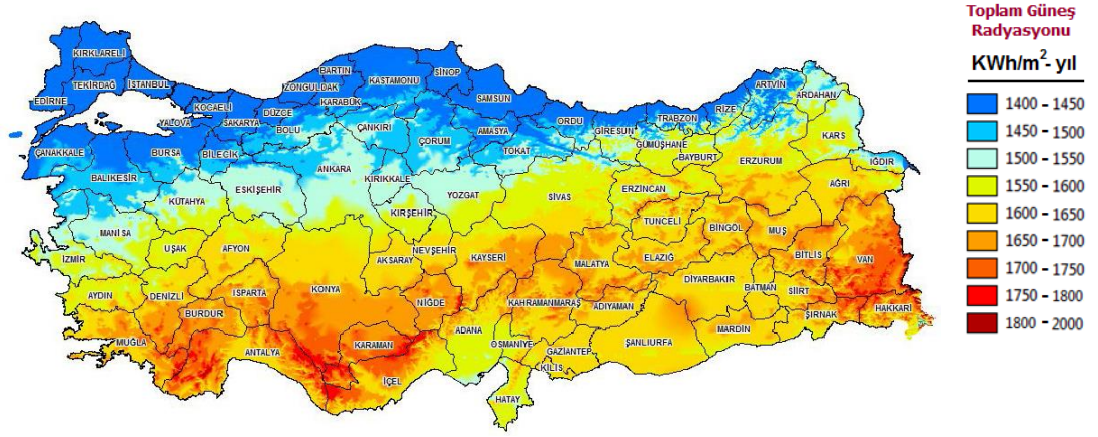 Toplam Güneş
Radyasyonu
KWh/m²- yıl
1400 - 1450
1450 - 1500
1500 - 1550
1550 - 1600
1600 - 1650
1650 - 1700
1700 - 1750
1750 - 1800
1800 - 2000
KIRKLARELİ
TEKİRDAĞ
İSTANBUL
EDİRNE
KOCAELİ
YALOVA
SAKARYA
DÜZCE
ZONGULDAK
BARTIN
KARABÜK
KASTAMONU
SİNOP
SAMSUN
BOLU
ÇANKIRI
ÇORUM
AMASYA
TOKAT
ORDU
GİRESUN
TRABZON
RİZE
ARTVİN
ARDAHAN
KARS
GÜMÜŞHANE
BAYBURT
ERZURUM
IĞDIR
AĞRI
ÇANAKKALE
BALIKESİR
BURSA
BİLECİK
ESKİŞEHİR
ANKARA
KIRIKKALE
YOZGAT
SİVAS
ERZİNCAN
TUNCELİ
BİNGÖL
MUŞ
BİTLİS
VAN
KÜTAHYA
KIRŞEHİR
MANİSA
İZMİR
UŞAK
AFYON
AKSARAY
NEVŞEHİR
KAYSERİ
MALATYA
ELAZIĞ
DİYARBAKIR
BATMAN
SİİRT
HAKKARİ
ŞIRNAK
AYDIN
DENİZLİ
ISPARTA
BURDUR
KONYA
NİĞDE
KAHRAMANMARAŞ
ADIYAMAN
MARDİN
ŞANLIURFA
MUĞLA
ANTALYA
KARAMAN
İÇEL
ADANA
OSMANİYE
GAZİANTEP
KİLİS
HATAY